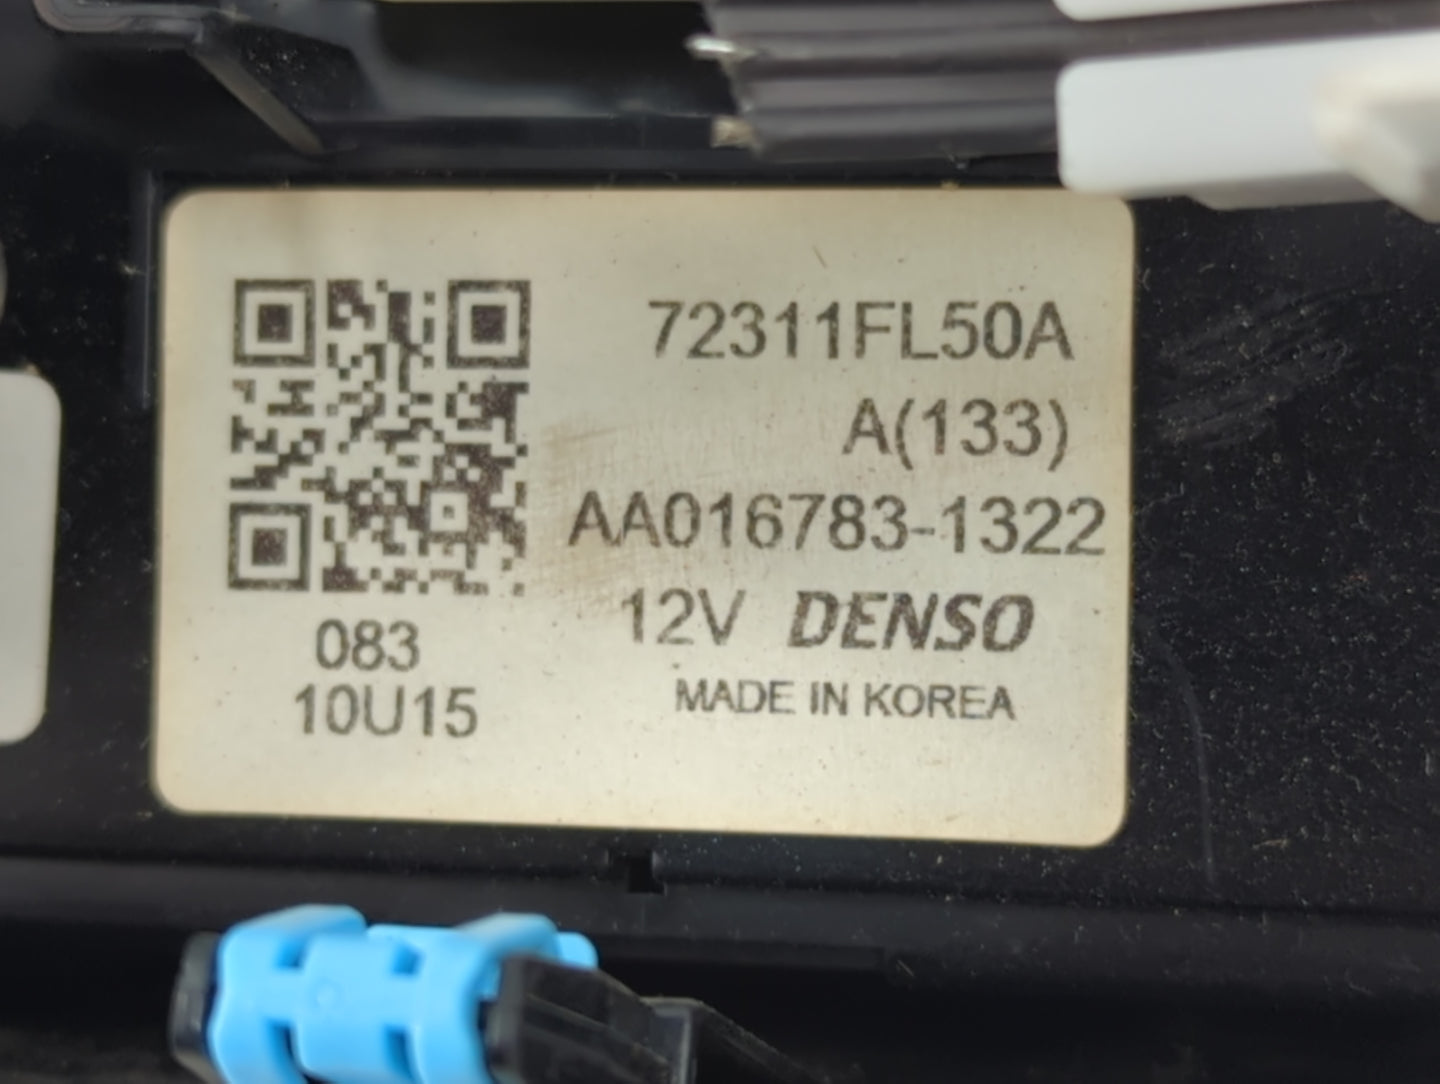 72311FL50A
A(133)
AA016783-1322
12V DENSO
MADE IN KOREA
083
10U15